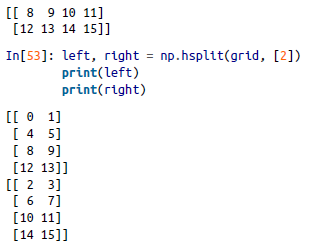 [[ 8  9 10 11]
 [12 13 14 15]]
In[53]: left, right = np.hsplit(grid, [2])
        print(left)
        print(right)
[[ 0  1]
 [ 4  5]
 [ 8  9]
 [12 13]]
[[ 2  3]
 [ 6  7]
 [10 11]
 [14 15]]